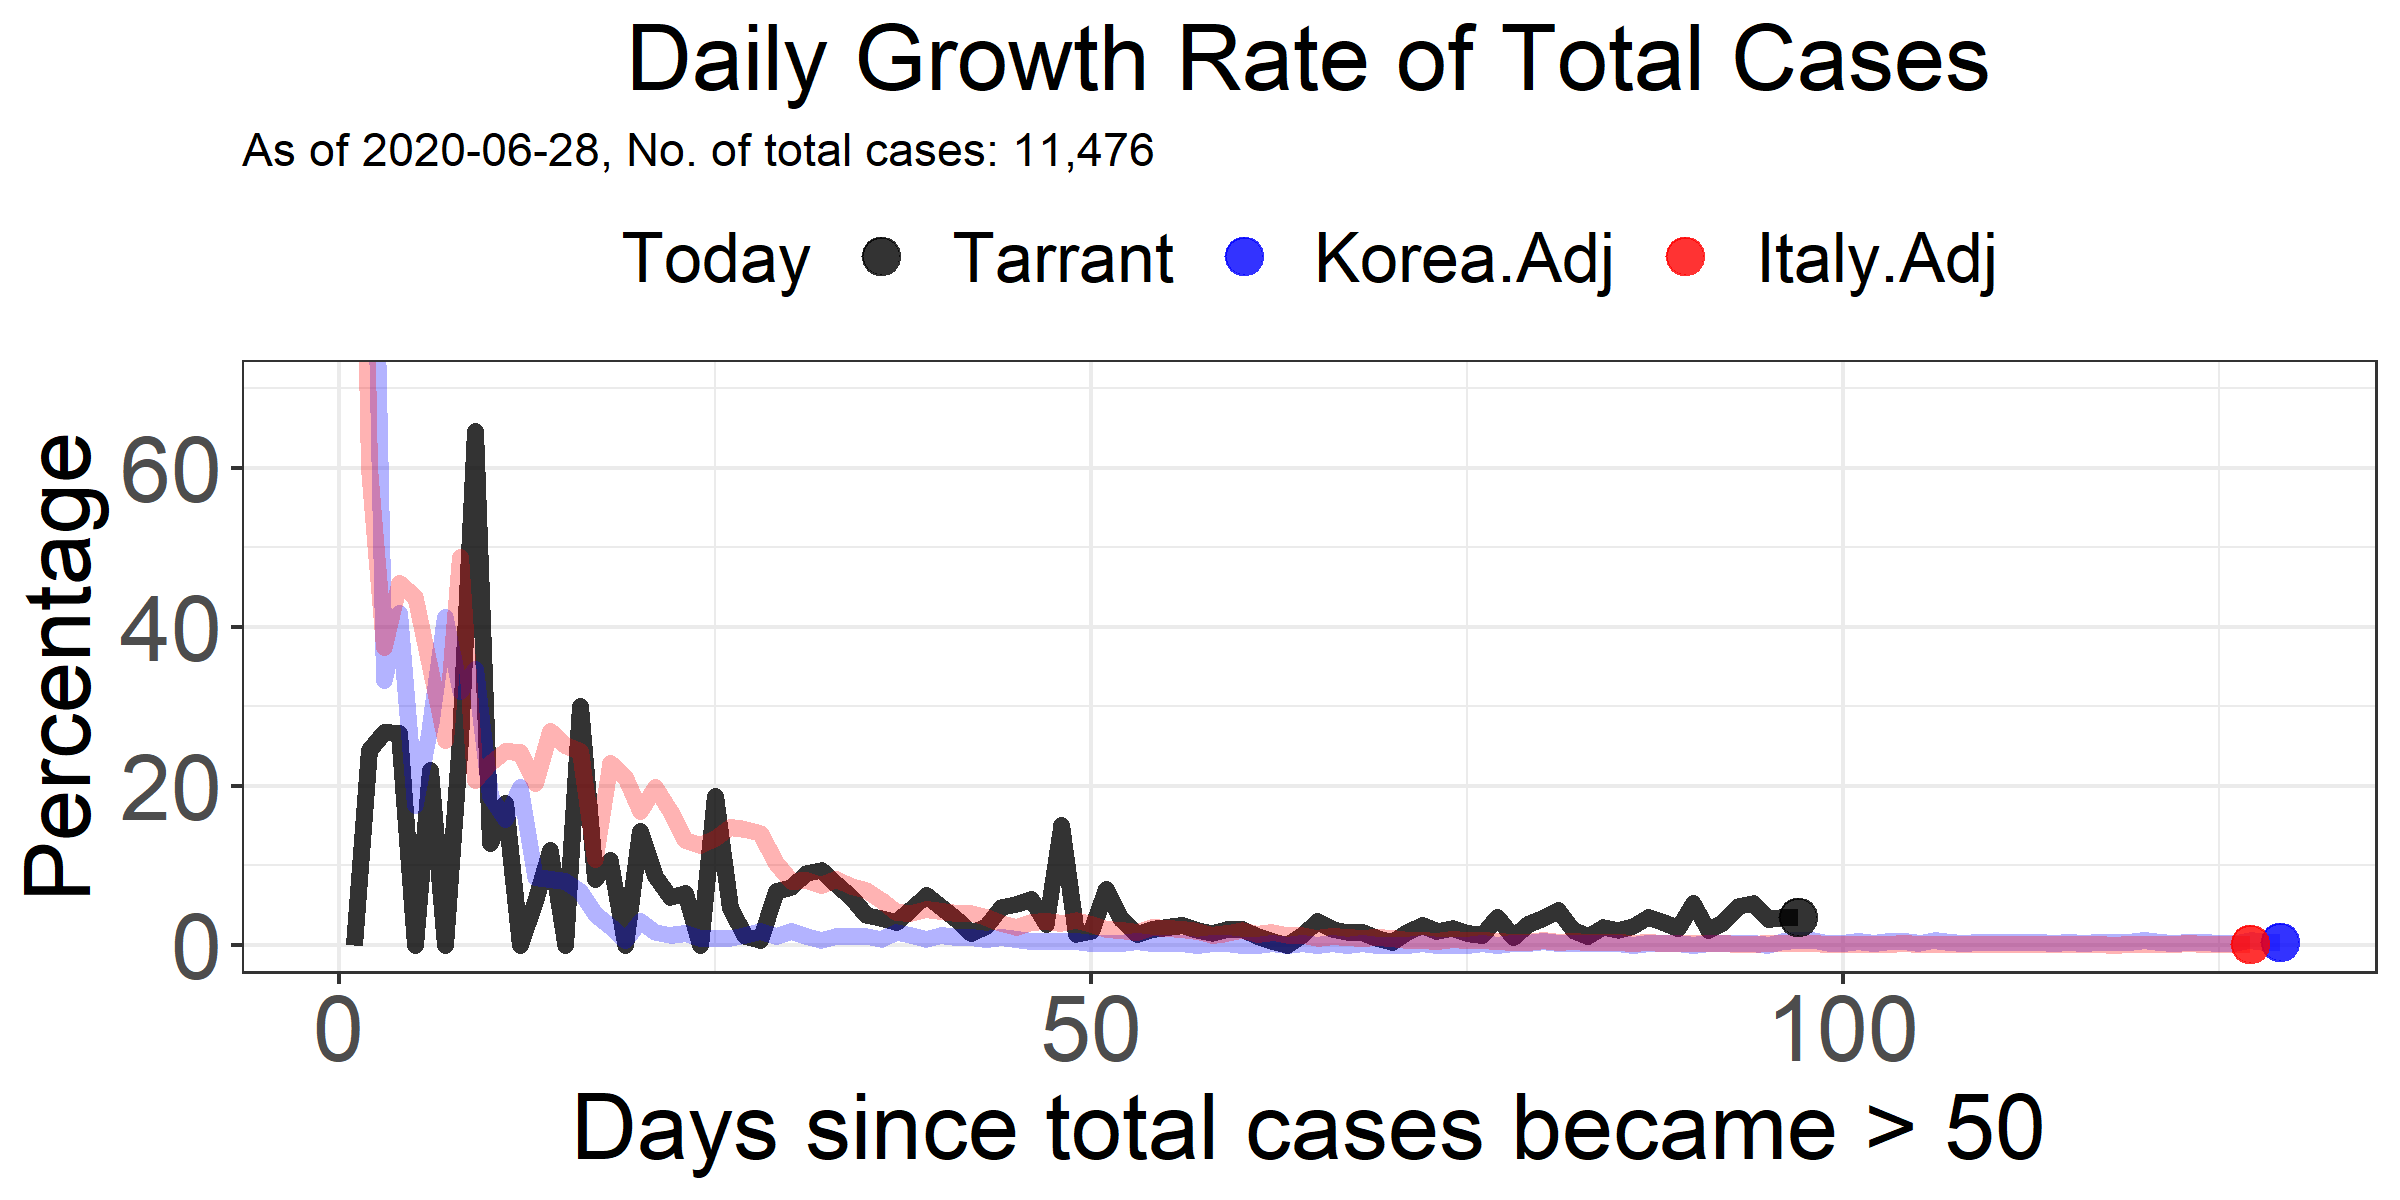 Daily Growth Rate of Total Cases
As of 2020-06-28, No. of total cases: 11,476
Today Tarrant Korea.Adj Italy.Adj
Percentage
60
40
20
0
0 50 100
Days since total cases became > 50